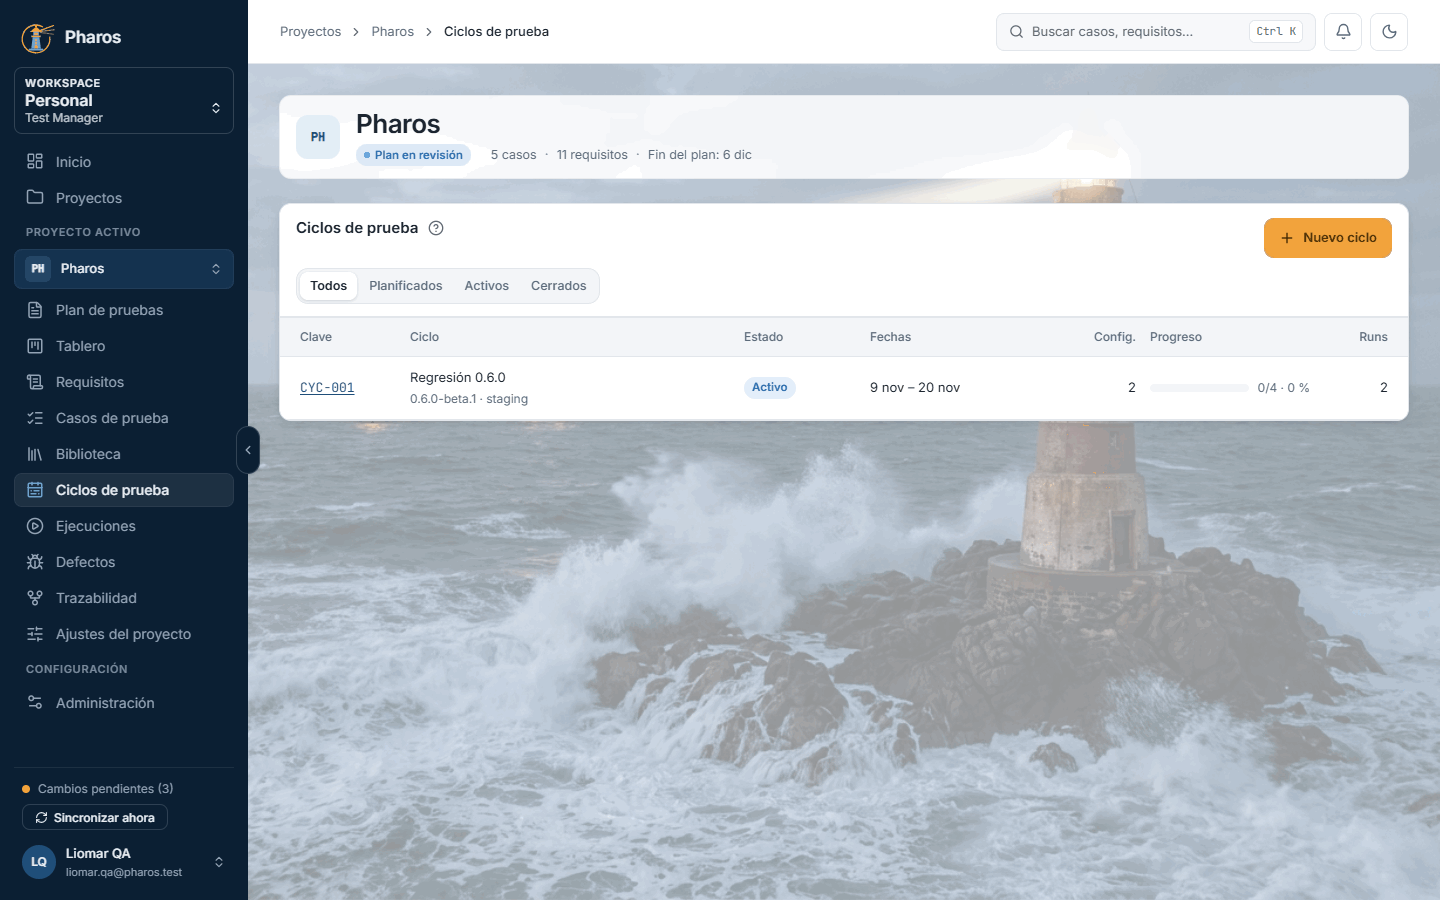 Pharos
WORKSPACE
Personal
Test Manager
Inicio
Proyectos
PROYECTO ACTIVO
PH Pharos
Plan de pruebas
Tablero
Requisitos
Casos de prueba
Biblioteca
Ciclos de prueba
Ejecuciones
Defectos
Trazabilidad
Ajustes del proyecto
CONFIGURACIÓN
Administración
Cambios pendientes (3)
Sincronizar ahora
LQ
Liomar QA
liomar.qa@pharos.test
Proyectos > Pharos > Ciclos de prueba
Buscar casos, requisitos... Ctrl K
PH
Pharos
Plan en revisión 5 casos · 11 requisitos · Fin del plan: 6 dic
Ciclos de prueba ?
+ Nuevo ciclo
Todos Planificados Activos Cerrados
Clave Ciclo Estado Fechas Config. Progreso Runs
CYC-001 Regresión 0.6.0 Activo 9 nov – 20 nov 2 0/4 · 0 % 2
0.6.0-beta.1 · staging